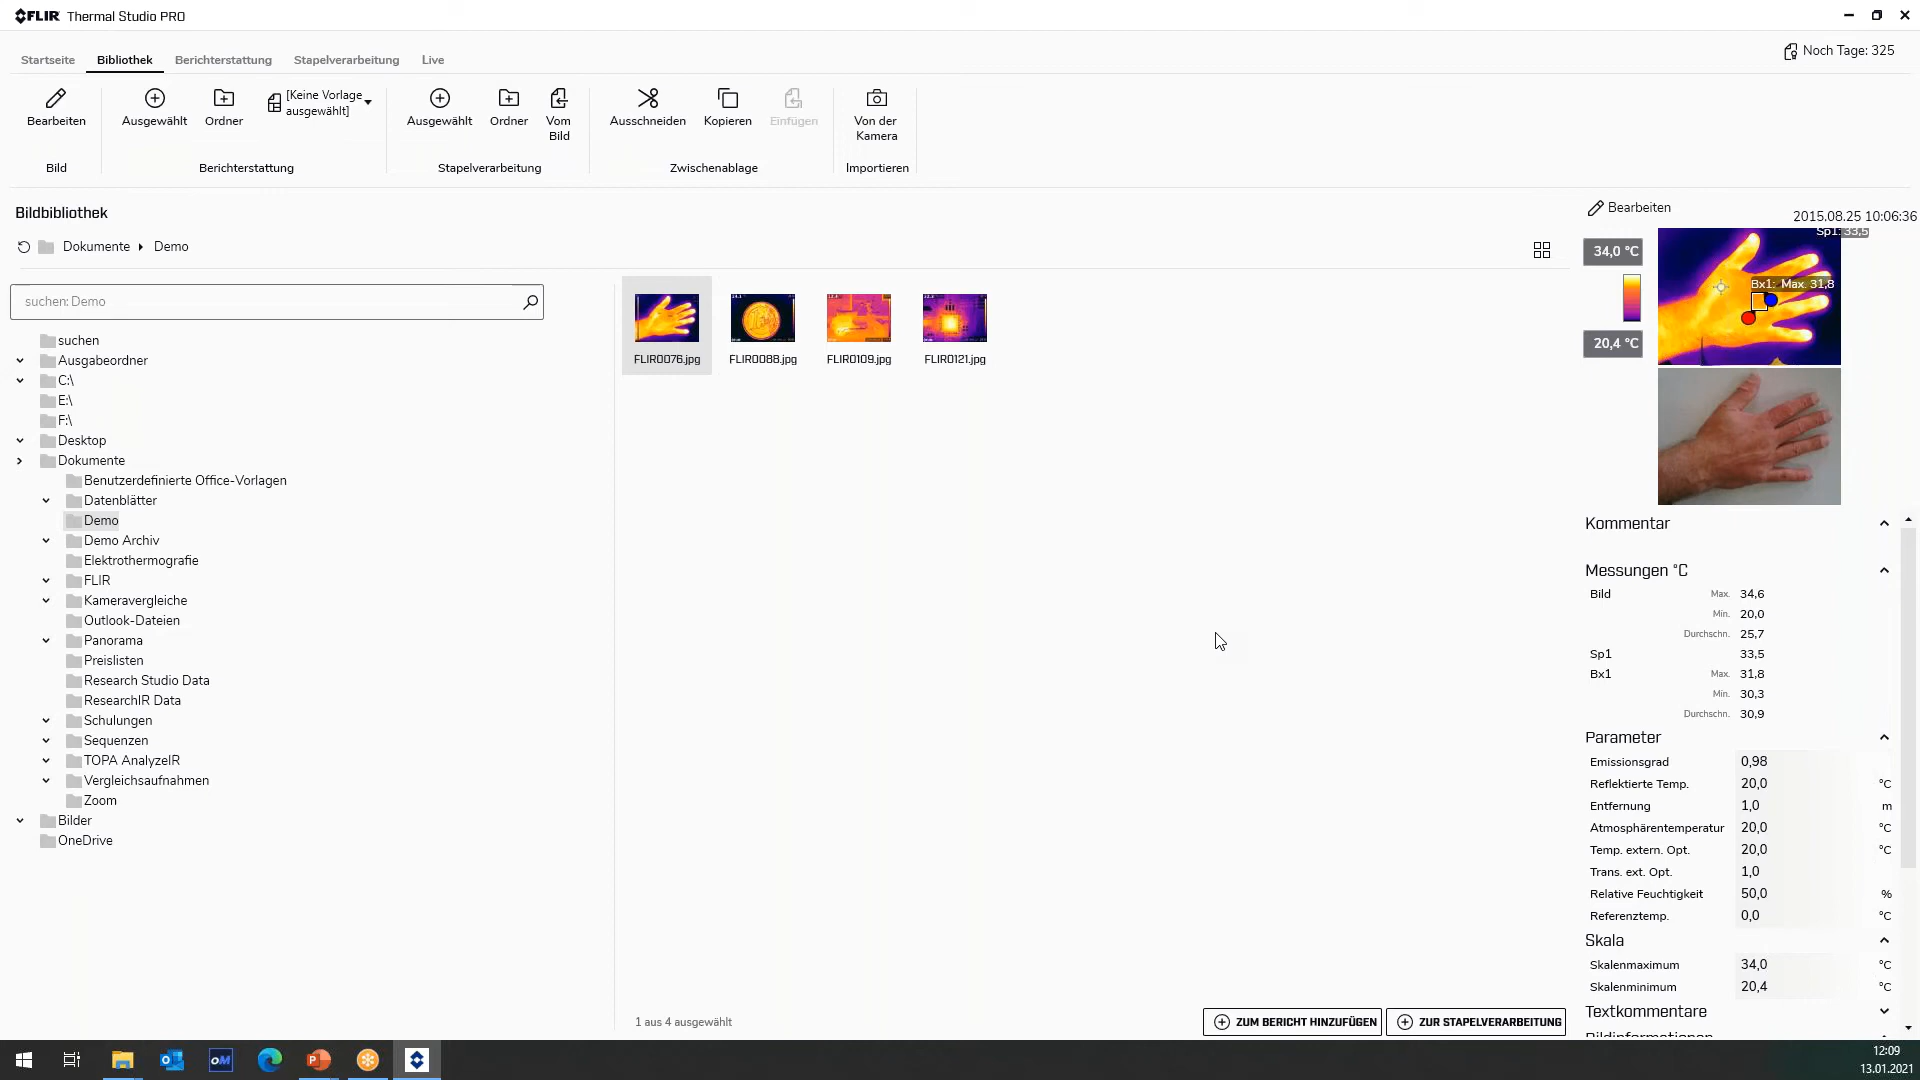 FLIR Thermal Studio PRO
Startseite Bibliothek Berichterstattung Stapelverarbeitung Live
Noch Tage: 325
Bearbeiten
Bild
Ausgewählt
Ordner
[Keine Vorlage
ausgewählt]
Berichterstattung
Ausgewählt
Ordner
Vom
Bild
Stapelverarbeitung
Ausschneiden
Kopieren
Einfügen
Zwischenablage
Von der
Kamera
Importieren
Bildbibliothek
Dokumente Demo
suchen: Demo
suchen
Ausgabeordner
C:\
E:\
F:\
Desktop
Dokumente
Benutzerdefinierte Office-Vorlagen
Datenblätter
Demo
Demo Archiv
Elektrothermografie
FLIR
Kameravergleiche
Outlook-Dateien
Panorama
Preislisten
Research Studio Data
ResearchIR Data
Schulungen
Sequenzen
TOPA AnalyzeIR
Vergleichsaufnahmen
Zoom
Bilder
OneDrive
FLIR0076.jpg
FLIR0088.jpg
FLIR0109.jpg
FLIR0121.jpg
1 aus 4 ausgewählt
ZUM BERICHT HINZUFÜGEN
ZUR STAPELVERARBEITUNG
Bearbeiten
2015.08.25 10:06:36
Sp1: 33,5
34,0 °C
Bx1: Max. 31,8
20,4 °C
Kommentar
Messungen °C
Bild Max. 34,6
Min. 20,0
Durchschn. 25,7
Sp1 33,5
Bx1 Max. 31,8
Min. 30,3
Durchschn. 30,9
Parameter
Emissionsgrad 0,98
Reflektierte Temp. 20,0 °C
Entfernung 1,0 m
Atmosphärentemperatur 20,0 °C
Temp. extern. Opt. 20,0 °C
Trans. ext. Opt. 1,0
Relative Feuchtigkeit 50,0 %
Referenztemp. 0,0 °C
Skala
Skalenmaximum 34,0 °C
Skalenminimum 20,4 °C
Textkommentare
Bildinformationen
oM
12:09
13.01.2021